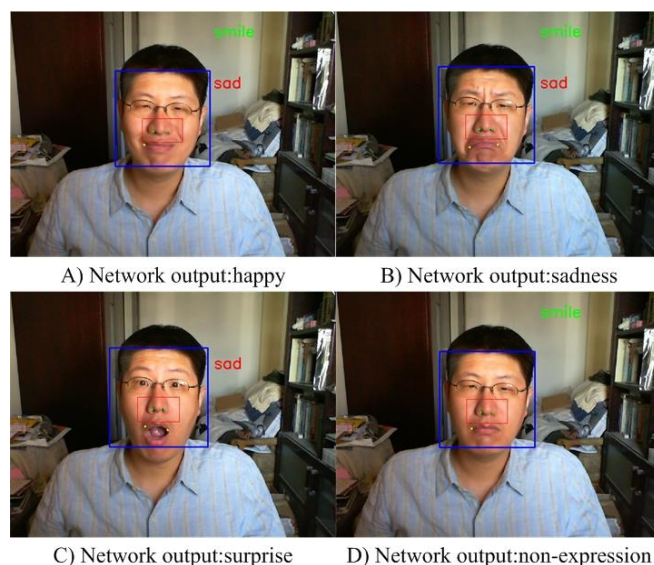 smile
sad
smile
sad
A) Network output:happy
B) Network output:sadness
sad
smile
C) Network output:surprise
D) Network output:non-expression